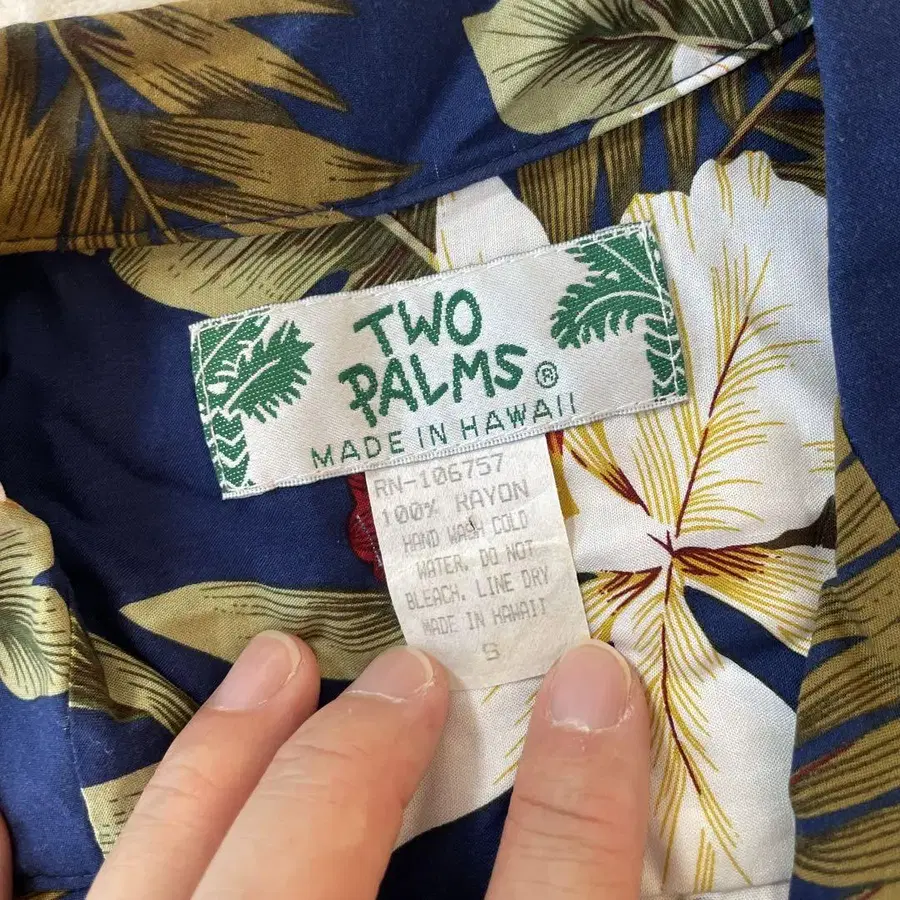 TWO
PALMS®
MADE IN HAWAII
RN-106757
100% RAYON
HAND WASH COLD
WATER. DO NOT
BLEACH. LINE DRY
MADE IN HAWAII
S